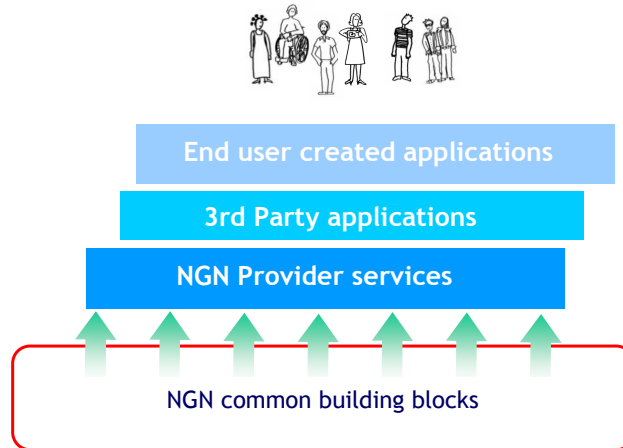 End user created applications
3rd Party applications
NGN Provider services
NGN common building blocks